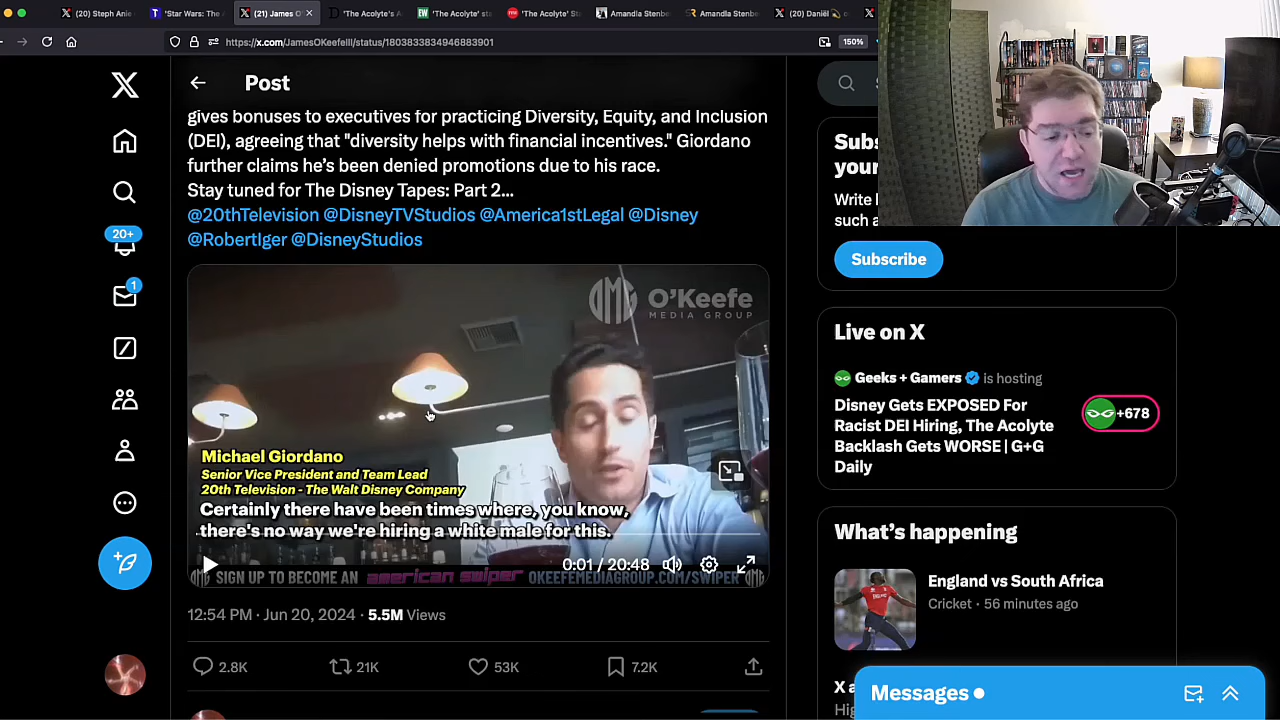 (20) Steph Anie
'Star Wars: The A
(21) James O'
'The Acolyte's A
'The Acolyte' sta
'The Acolyte' Sta
Amandla Stenbe
Amandla Stenbe
(20) Daniël
https://x.com/JamesOKeefeIII/status/1803833834946883901
150%
Post
gives bonuses to executives for practicing Diversity, Equity, and Inclusion
(DEI), agreeing that "diversity helps with financial incentives." Giordano
further claims he's been denied promotions due to his race.
Stay tuned for The Disney Tapes: Part 2...
@20thTelevision @DisneyTVStudios @America1stLegal @Disney
@RobertIger @DisneyStudios
OMG O'Keefe
MEDIA GROUP
Michael Giordano
Senior Vice President and Team Lead
20th Television - The Walt Disney Company
Certainly there have been times where, you know,
there's no way we're hiring a white male for this.
0:01 / 20:48
SIGN UP TO BECOME AN american swiper OKEEFEMEDIAGROUP.COM/SWIPER
12:54 PM · Jun 20, 2024 · 5.5M Views
2.8K
21K
53K
7.2K
20+
1
Subs
your
Write l
such a
Subscribe
Live on X
Geeks + Gamers is hosting
Disney Gets EXPOSED For
Racist DEI Hiring, The Acolyte
Backlash Gets WORSE | G+G
Daily
+678
What's happening
England vs South Africa
Cricket · 56 minutes ago
X a
Messages